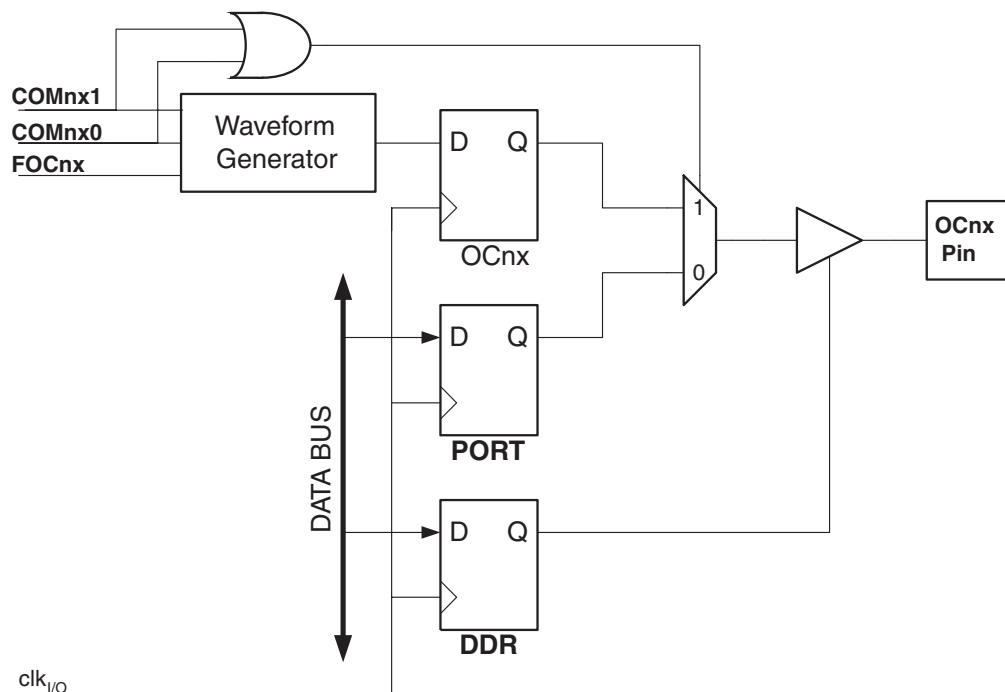 COMnx1
COMnx0
FOCnx
Waveform
Generator
D Q
OCnx
1
0
OCnx
Pin
D Q
PORT
D Q
DDR
DATA BUS
clkI/O